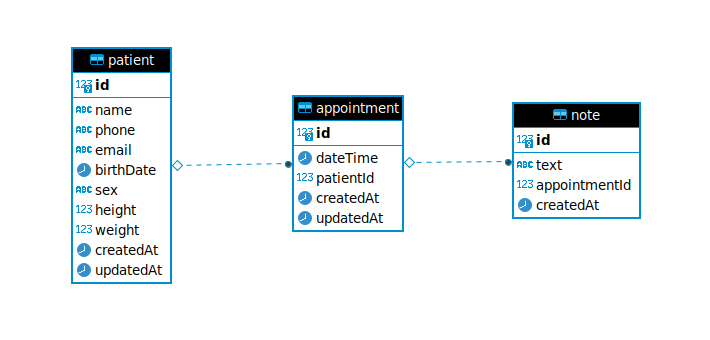 patient
123 id
ABC name
ABC phone
ABC email
birthDate
ABC sex
123 height
123 weight
createdAt
updatedAt
appointment
123 id
dateTime
123 patientId
createdAt
updatedAt
note
123 id
ABC text
123 appointmentId
createdAt